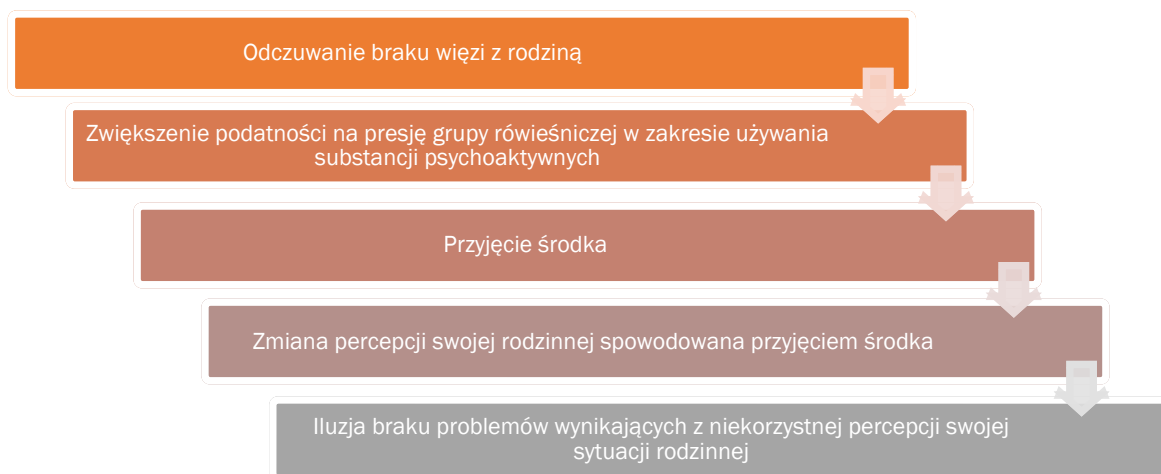 Odczuwanie braku więzi z rodziną
Zwiększenie podatności na presję grupy rówieśniczej w zakresie używania
substancji psychoaktywnych
Przyjęcie środka
Zmiana percepcji swojej rodzinnej spowodowana przyjęciem środka
Iluzja braku problemów wynikających z niekorzystnej percepcji swojej
sytuacji rodzinnej